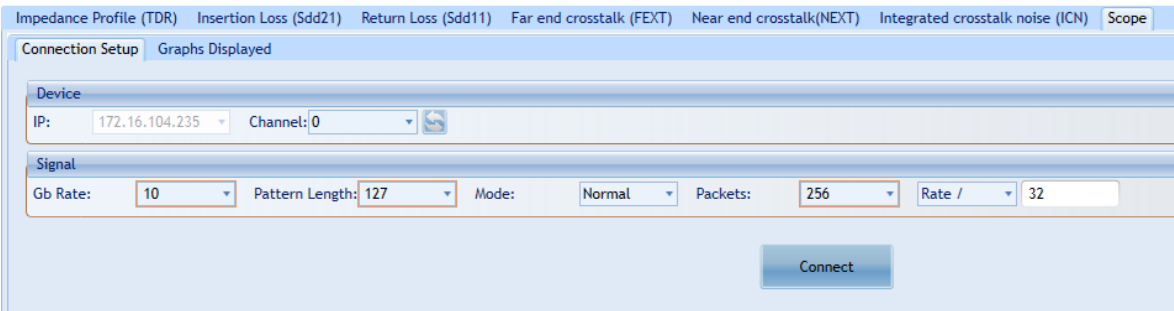 Impedance Profile (TDR) Insertion Loss (Sdd21) Return Loss (Sdd11) Far end crosstalk (FEXT) Near end crosstalk(NEXT) Integrated crosstalk noise (ICN) Scope
Connection Setup Graphs Displayed
Device
IP: 172.16.104.235 Channel: 0
Signal
Gb Rate: 10 Pattern Length: 127 Mode: Normal Packets: 256 Rate / 32
Connect